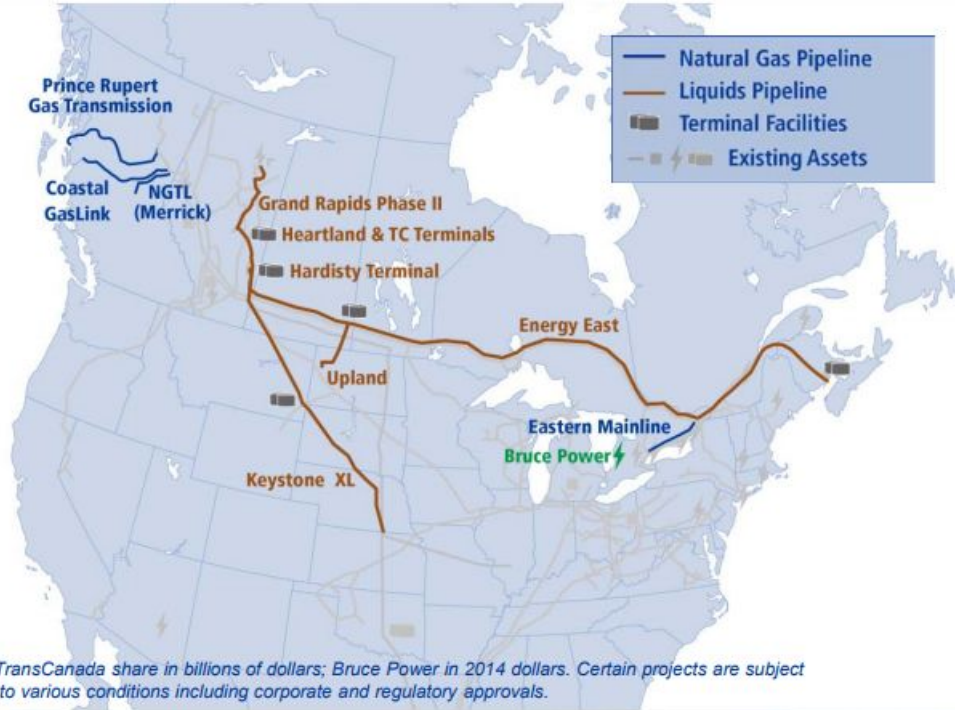 Natural Gas Pipeline
Liquids Pipeline
Terminal Facilities
Existing Assets
Prince Rupert
Gas Transmission
Coastal
GasLink
NGTL
(Merrick)
Grand Rapids Phase II
Heartland & TC Terminals
Hardisty Terminal
Energy East
Upland
Eastern Mainline
Bruce Power
Keystone XL
TransCanada share in billions of dollars; Bruce Power in 2014 dollars. Certain projects are subject
to various conditions including corporate and regulatory approvals.